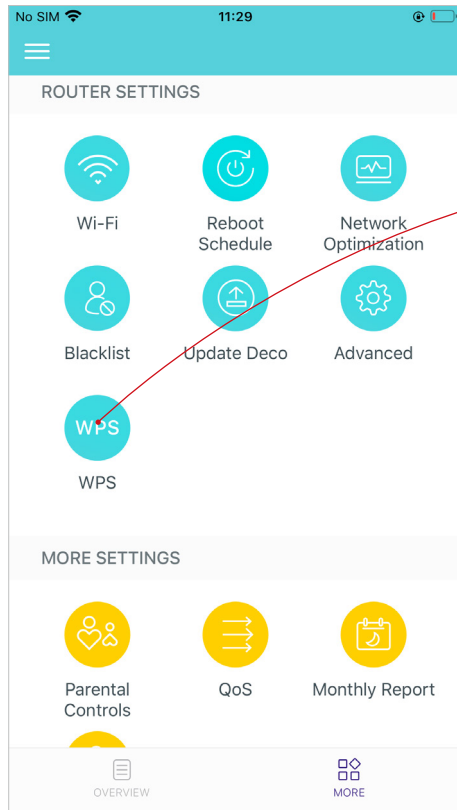 No SIM 11:29
ROUTER SETTINGS
Wi-Fi Reboot Network
Schedule Optimization
Blacklist Update Deco Advanced
WPS
WPS
MORE SETTINGS
Parental QoS Monthly Report
Controls
OVERVIEW MORE